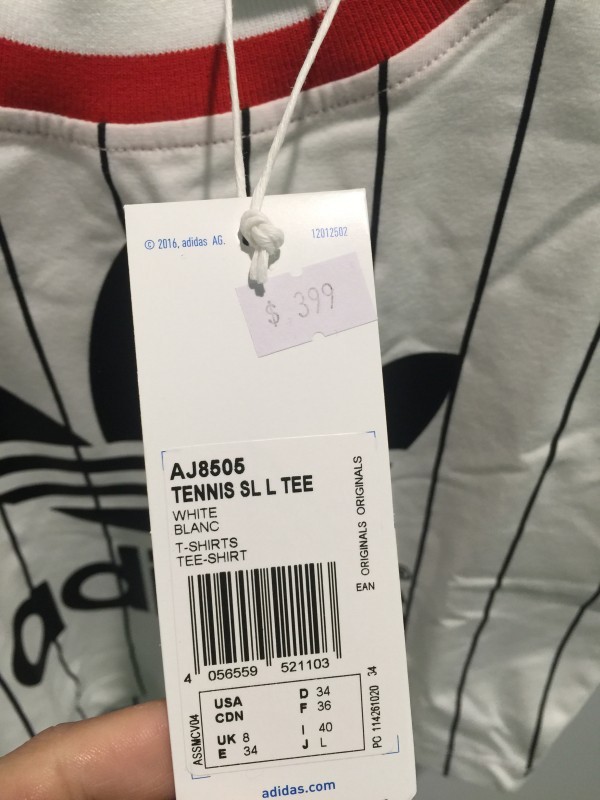 © 2016, adidas AG.
12012502
$ 399
AJ8505
TENNIS SL L TEE
WHITE
BLANC
T-SHIRTS
TEE-SHIRT
ORIGINALS ORIGINALS
EAN
4 056559 521103
USA
CDN
UK 8
E 34
D 34
F 36
I 40
J L
ASSMCV04
PC 114261020 34
adidas.com
adi